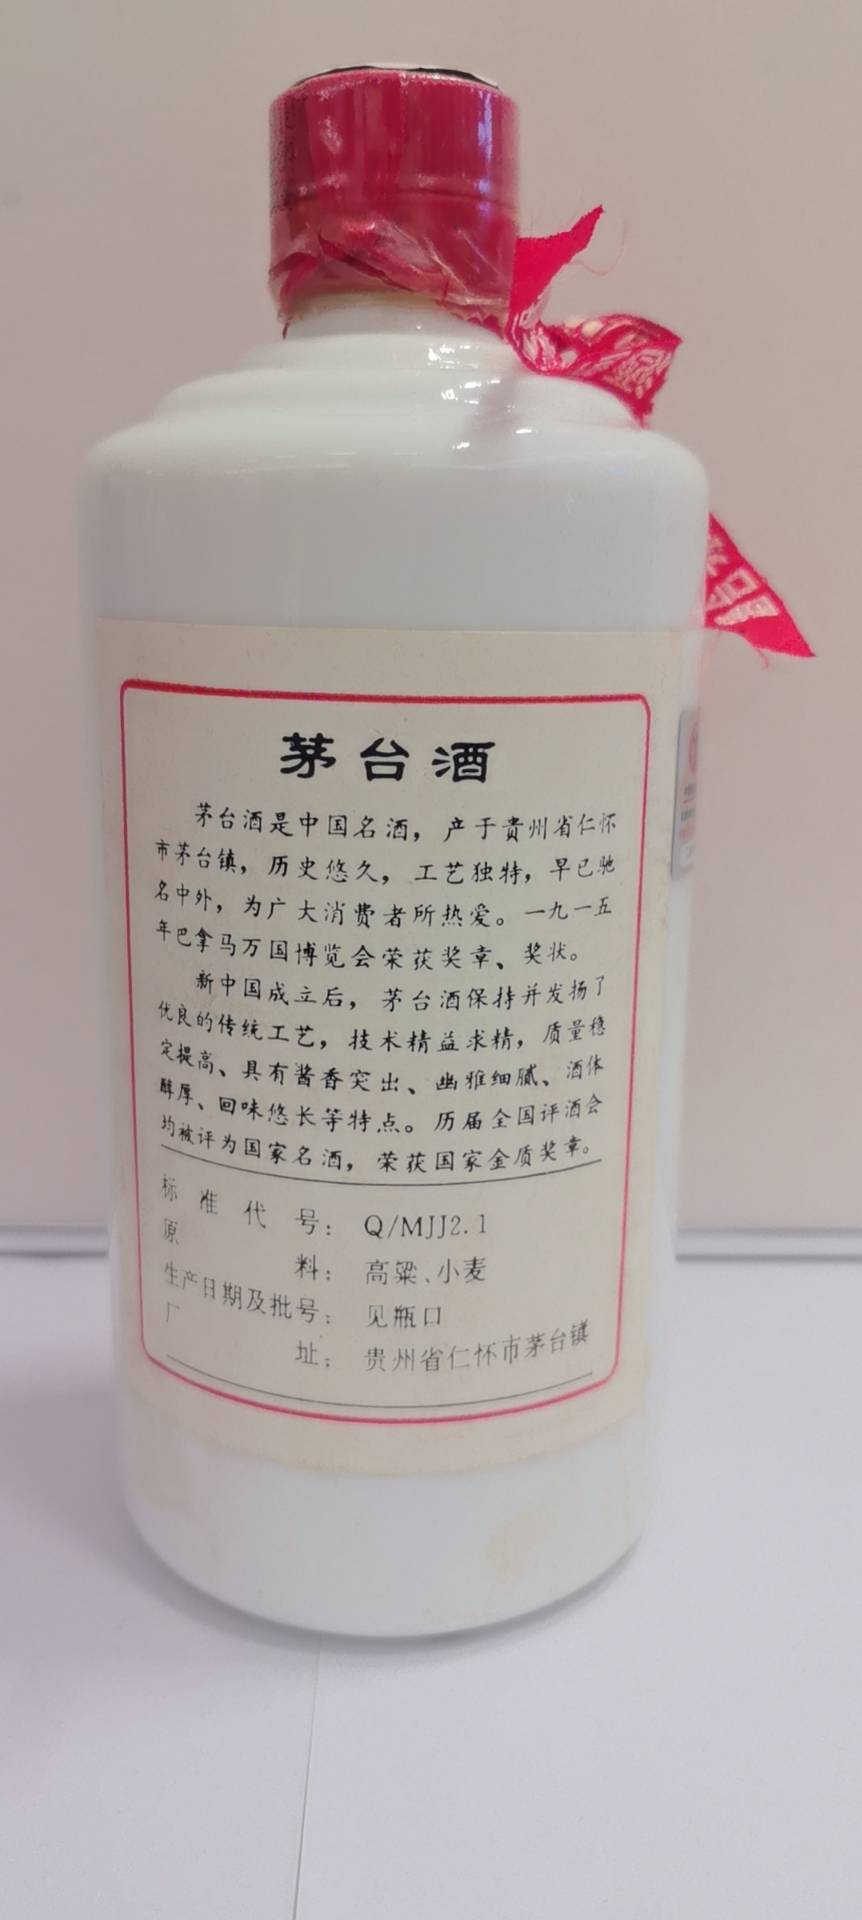 茅台酒
茅台酒是中国名酒，产于贵州省仁怀
市茅台镇，历史悠久，工艺独特，早已驰
名中外，为广大消费者所热爱。一九一五
年巴拿马万国博览会荣获奖章、奖状。
新中国成立后，茅台酒保持并发扬了
优良的传统工艺，技术精益求精，质量稳
定提高、具有酱香突出、幽雅细腻、酒体
醇厚、回味悠长等特点。历届全国评酒会
均被评为国家名酒，荣获国家金质奖章。
标准代号：Q/MJJ2.1
原料：高粱、小麦
生产日期及批号：见瓶口
厂址：贵州省仁怀市茅台镇